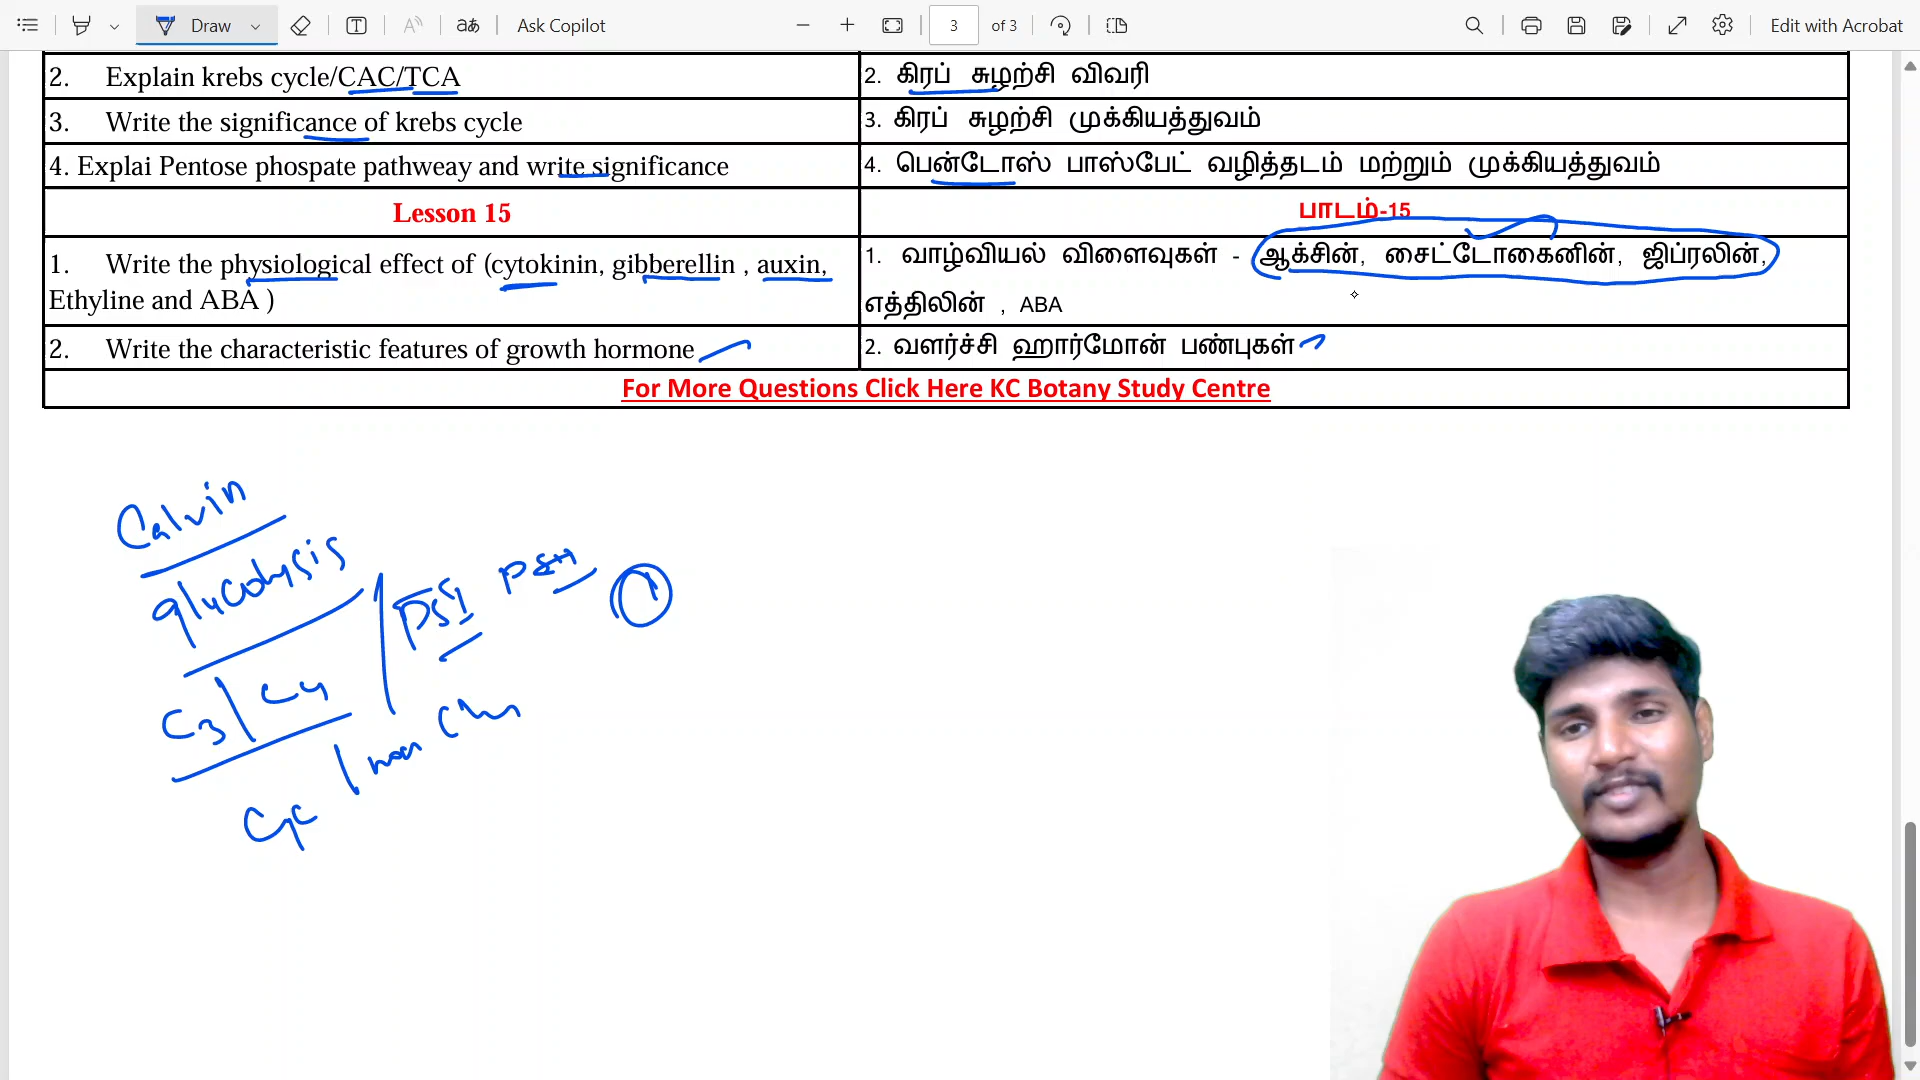 Draw
Ask Copilot
3 of 3
Edit with Acrobat
2. Explain krebs cycle/CAC/TCA
2. கிரப் சுழற்சி விவரி
3. Write the significance of krebs cycle
3. கிரப் சுழற்சி முக்கியத்துவம்
4. Explai Pentose phospate pathweay and write significance
4. பென்டோஸ் பாஸ்பேட் வழித்தடம் மற்றும் முக்கியத்துவம்
Lesson 15
பாடம்-15
1. Write the physiological effect of (cytokinin, gibberellin , auxin,
Ethyline and ABA )
1. வாழ்வியல் விளைவுகள் - ஆக்சின், சைட்டோகைனின், ஜிப்ரலின்,
எத்திலின் , ABA
2. Write the characteristic features of growth hormone
2. வளர்ச்சி ஹார்மோன் பண்புகள்
For More Questions Click Here KC Botany Study Centre
Calvin
glycolysis
PSI PSII
1
C3 | C4
Cyc | non